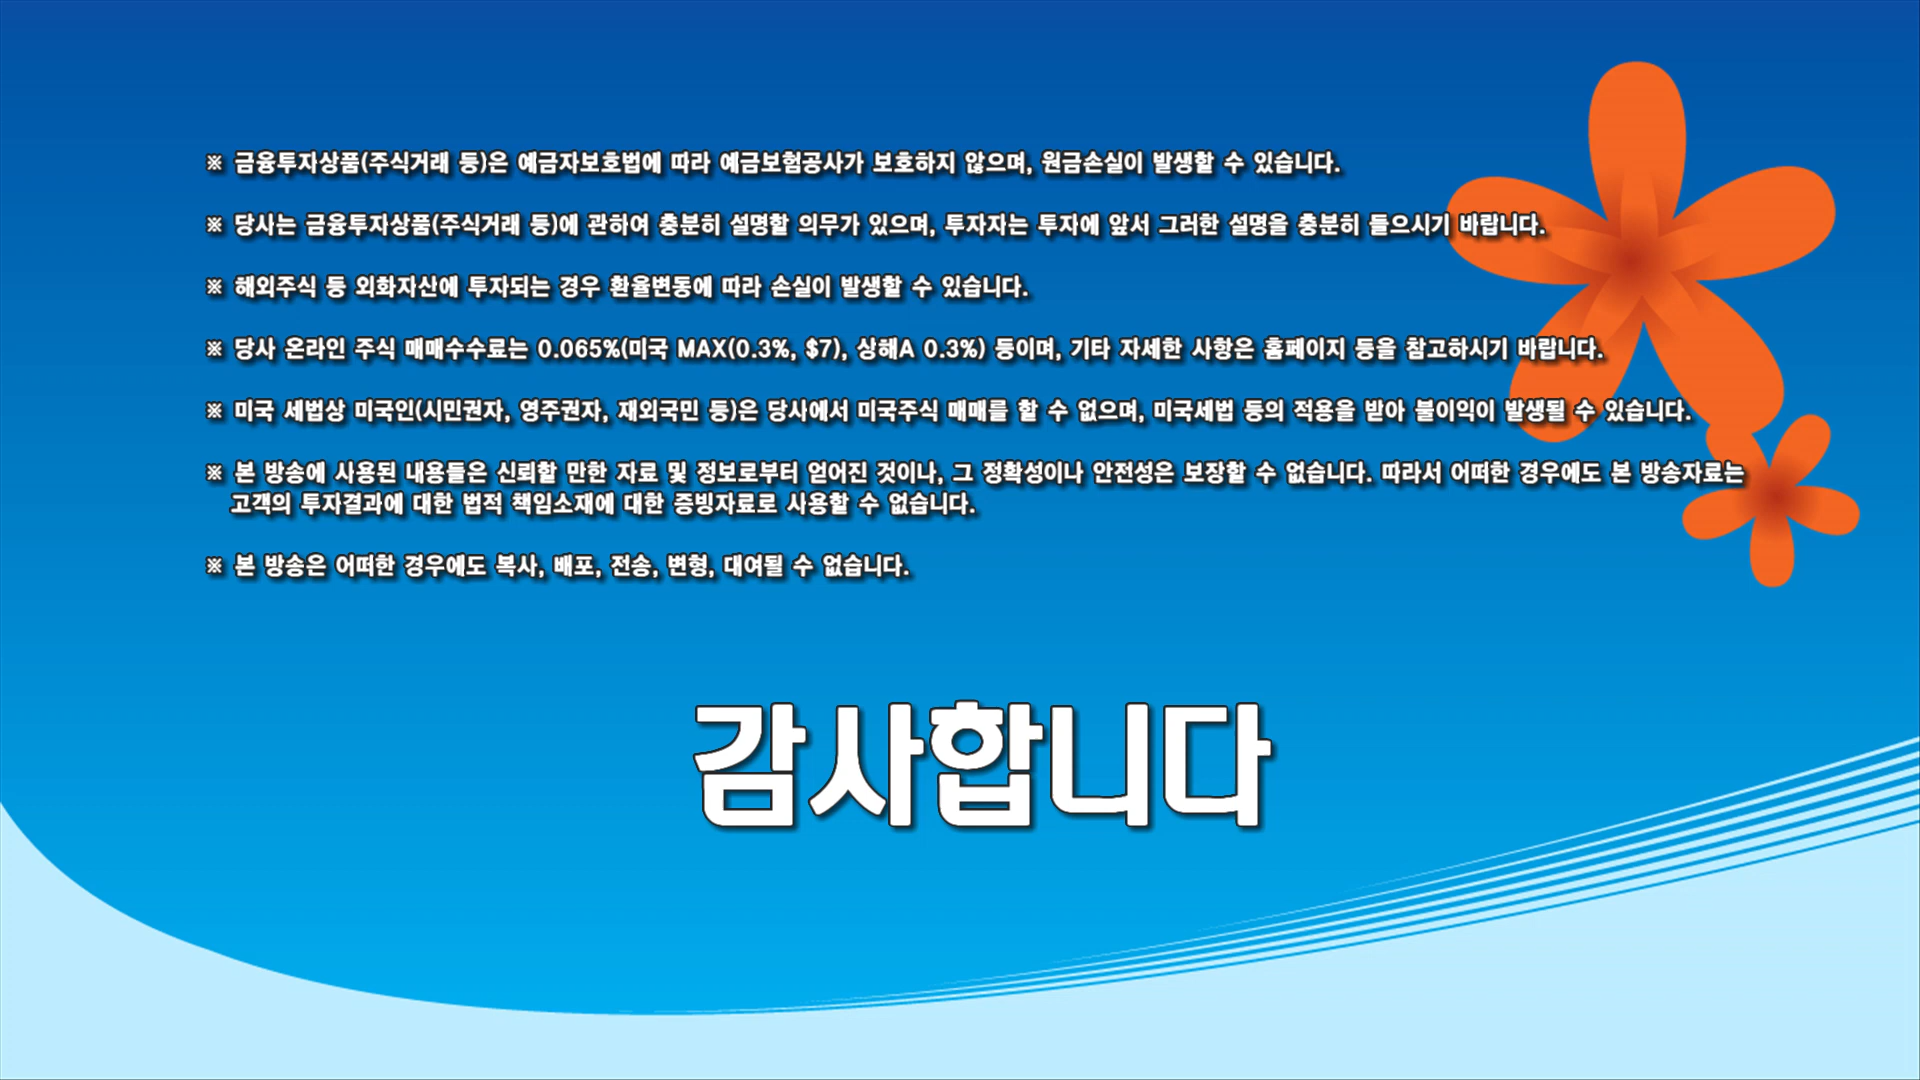 ※ 금융투자상품(주식거래 등)은 예금자보호법에 따라 예금보험공사가 보호하지 않으며, 원금손실이 발생할 수 있습니다.
※ 당사는 금융투자상품(주식거래 등)에 관하여 충분히 설명할 의무가 있으며, 투자자는 투자에 앞서 그러한 설명을 충분히 들으시기 바랍니다.
※ 해외주식 등 외화자산에 투자되는 경우 환율변동에 따라 손실이 발생할 수 있습니다.
※ 당사 온라인 주식 매매수수료는 0.065%(미국 MAX(0.3%, $7), 상해A 0.3%) 등이며, 기타 자세한 사항은 홈페이지 등을 참고하시기 바랍니다.
※ 미국 세법상 미국인(시민권자, 영주권자, 재외국민 등)은 당사에서 미국주식 매매를 할 수 없으며, 미국세법 등의 적용을 받아 불이익이 발생될 수 있습니다.
※ 본 방송에 사용된 내용들은 신뢰할 만한 자료 및 정보로부터 얻어진 것이나, 그 정확성이나 안전성은 보장할 수 없습니다. 따라서 어떠한 경우에도 본 방송자료는
고객의 투자결과에 대한 법적 책임소재에 대한 증빙자료로 사용할 수 없습니다.
※ 본 방송은 어떠한 경우에도 복사, 배포, 전송, 변형, 대여될 수 없습니다.
감사합니다